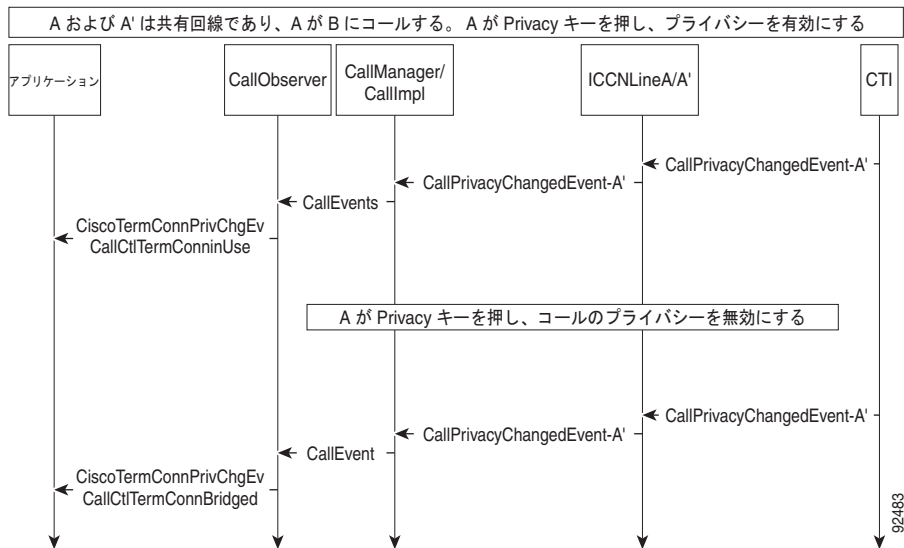 A および A' は共有回線であり、A が B にコールする。 A が Privacy キーを押し、プライバシーを有効にする
アプリケーション
CallObserver
CallManager/
CallImpl
ICCNLineA/A'
CTI
CallPrivacyChangedEvent-A'
CallPrivacyChangedEvent-A'
CallEvents
CiscoTermConnPrivChgEv
CallCtlTermConninUse
A が Privacy キーを押し、コールのプライバシーを無効にする
CallPrivacyChangedEvent-A'
CallPrivacyChangedEvent-A'
CallEvent
CiscoTermConnPrivChgEv
CallCtlTermConnBridged
92483